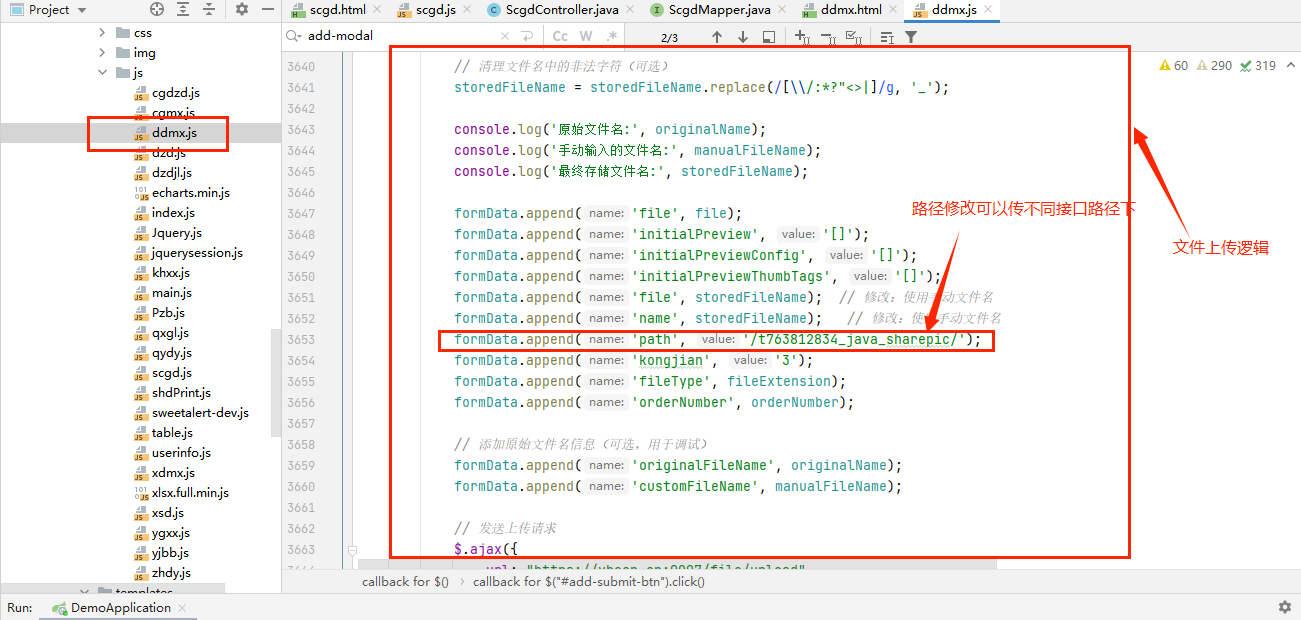 Project
scgd.html
scgd.js
ScgdController.java
ScgdMapper.java
ddmx.html
ddmx.js
add-modal
Cc
W
.*
2/3
60
290
319
css
img
js
cgdzd.js
cgmx.js
ddmx.js
dzd.js
dzdjl.js
echarts.min.js
index.js
Jquery.js
jquerysession.js
khxx.js
main.js
Pzb.js
qxgl.js
qydy.js
scgd.js
shdPrint.js
sweetalert-dev.js
table.js
userinfo.js
xdmx.js
xlsx.full.min.js
xsd.js
ygxx.js
yjbb.js
zhdy.js
templates
3640 // 清理文件名中的非法字符（可选）
3641 storedFileName = storedFileName.replace(/[\\/:*?"<>|]/g, '_');
3642
3643 console.log('原始文件名:', originalName);
3644 console.log('手动输入的文件名:', manualFileName);
3645 console.log('最终存储文件名:', storedFileName);
3646
3647 formData.append( name: 'file', file);
3648 formData.append( name: 'initialPreview', value: '[]');
3649 formData.append( name: 'initialPreviewConfig', value: '[]');
3650 formData.append( name: 'initialPreviewThumbTags', value: '[]');
3651 formData.append( name: 'file', storedFileName); // 修改：使用手动文件名
3652 formData.append( name: 'name', storedFileName); // 修改：使用手动文件名
3653 formData.append( name: 'path', value: '/t763812834_java_sharepic/');
3654 formData.append( name: 'kongjian', value: '3');
3655 formData.append( name: 'fileType', fileExtension);
3656 formData.append( name: 'orderNumber', orderNumber);
3657
3658 // 添加原始文件名信息（可选，用于调试）
3659 formData.append( name: 'originalFileName', originalName);
3660 formData.append( name: 'customFileName', manualFileName);
3661
3662 // 发送上传请求
3663 $.ajax({
路径修改可以传不同接口路径下
文件上传逻辑
callback for $()
callback for $("#add-submit-btn").click()
Run:
DemoApplication